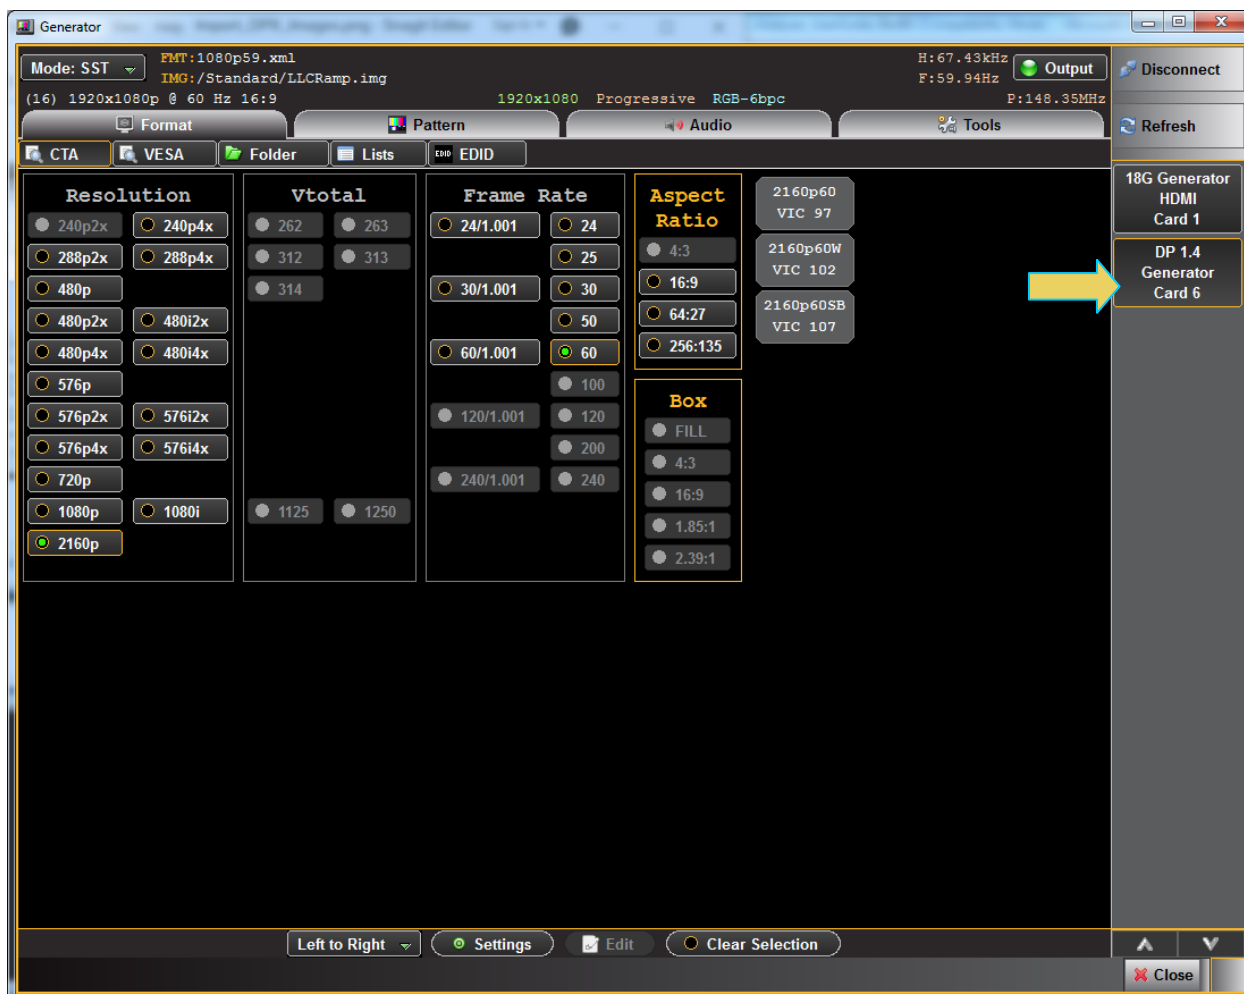 Generator
Mode: SST
FMT:1080p59.xml
IMG:/Standard/LLCRamp.img
H:67.43kHz
F:59.94Hz
Output
(16) 1920x1080p @ 60 Hz 16:9
1920x1080 Progressive RGB-6bpc
P:148.35MHz
Disconnect
Refresh
Format
Pattern
Audio
Tools
CTA
VESA
Folder
Lists
EDID EDID
18G Generator
HDMI
Card 1
DP 1.4
Generator
Card 6
Resolution
240p2x 240p4x
288p2x 288p4x
480p
480p2x 480i2x
480p4x 480i4x
576p
576p2x 576i2x
576p4x 576i4x
720p
1080p 1080i
2160p
Vtotal
262 263
312 313
314
1125 1250
Frame Rate
24/1.001 24
25
30/1.001 30
50
60/1.001 60
100
120/1.001 120
200
240/1.001 240
Aspect
Ratio
4:3
16:9
64:27
256:135
Box
FILL
4:3
16:9
1.85:1
2.39:1
2160p60
VIC 97
2160p60W
VIC 102
2160p60SB
VIC 107
Left to Right
Settings
Edit
Clear Selection
Close